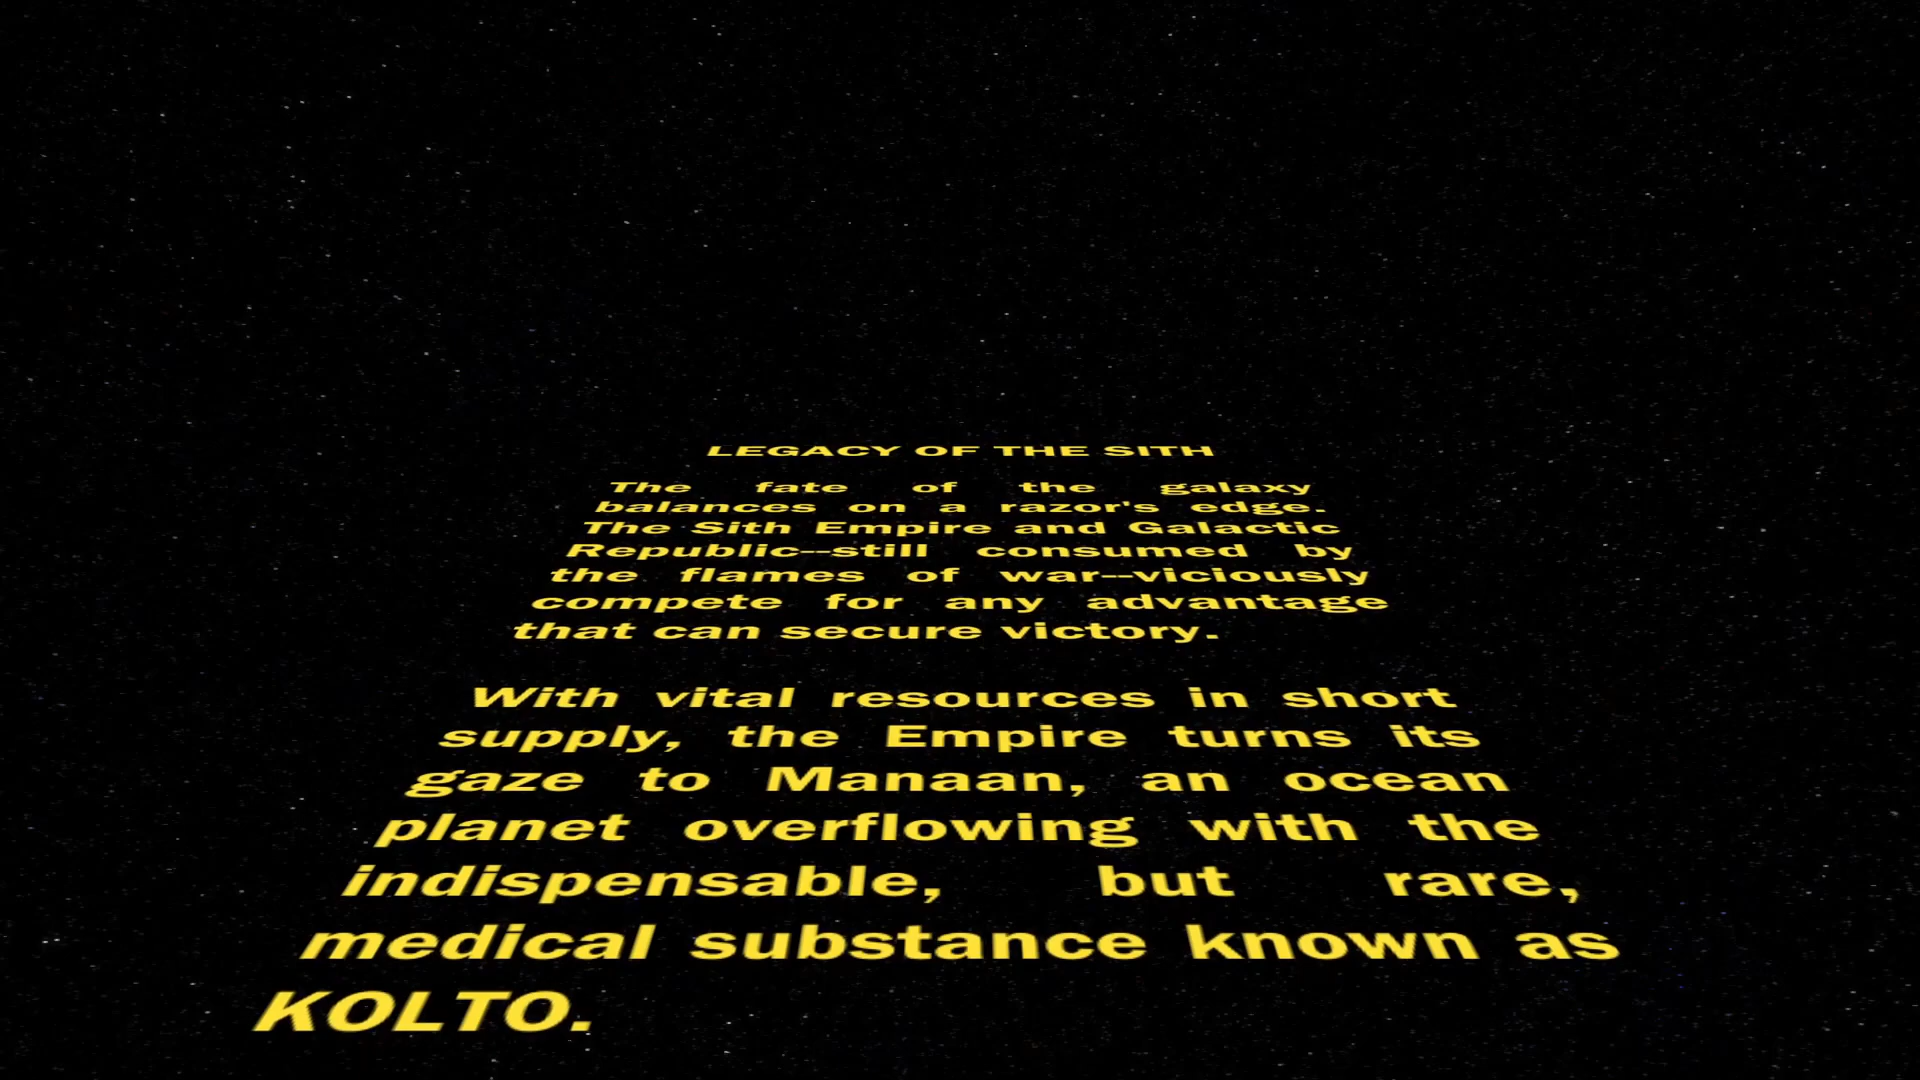 LEGACY OF THE SITH
The fate of the galaxy
balances on a razor's edge.
The Sith Empire and Galactic
Republic--still consumed by
the flames of war--viciously
compete for any advantage
that can secure victory.
With vital resources in short
supply, the Empire turns its
gaze to Manaan, an ocean
planet overflowing with the
indispensable, but rare,
medical substance known as
KOLTO.